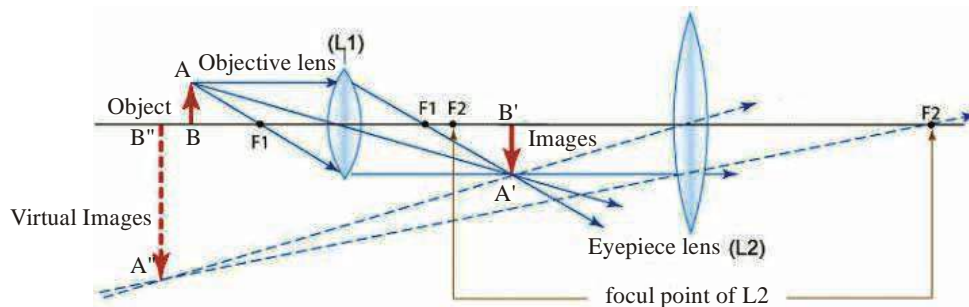 (L1)
A
Objective lens
Object
F1
F2
B'
F2
B"
B
F1
Images
Virtual Images
A'
A"
Eyepiece lens (L2)
focul point of L2